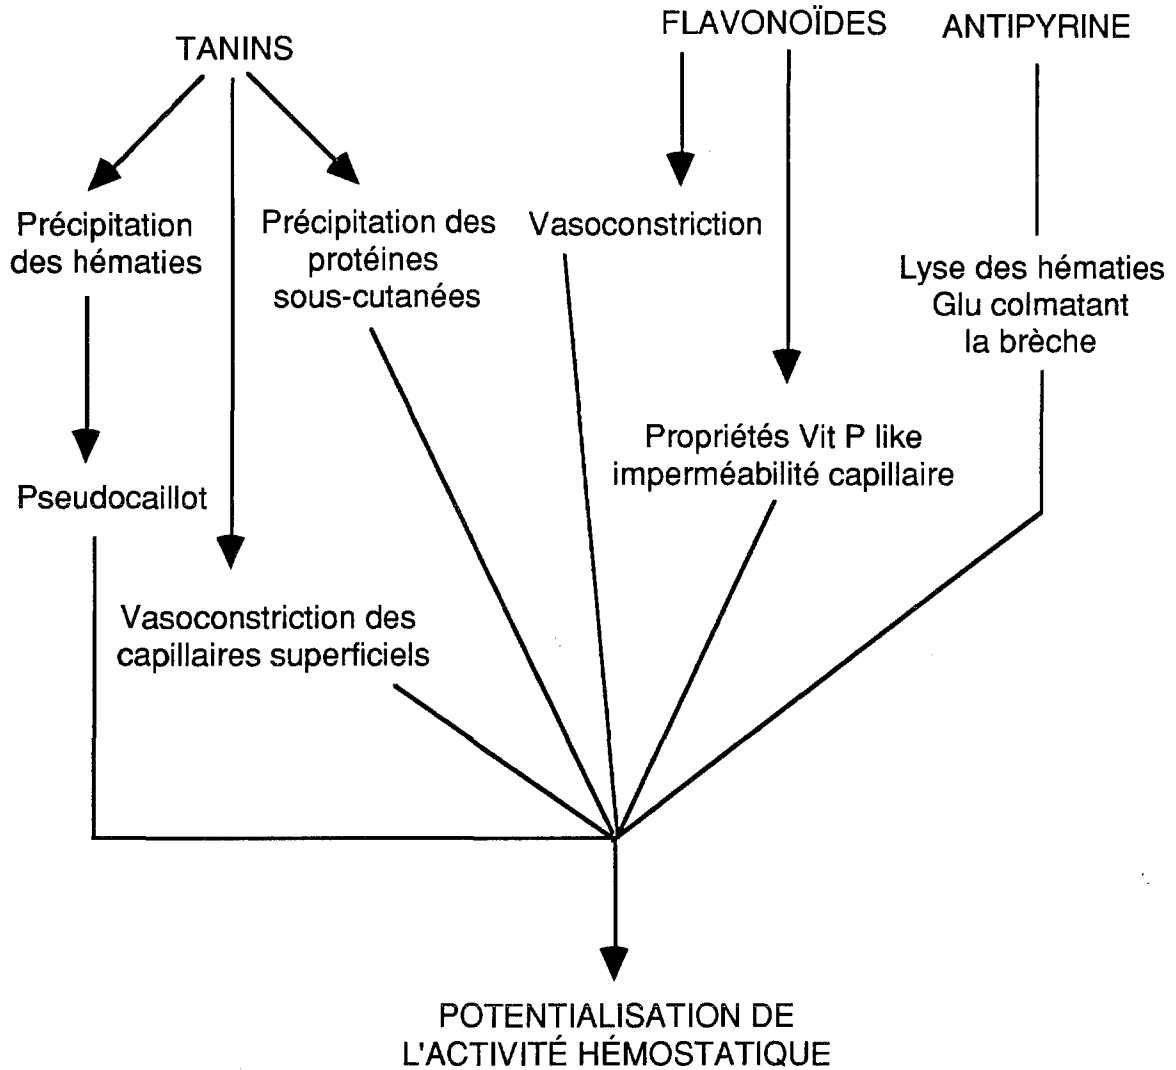 TANINS
FLAVONOÏDES
ANTIPYRINE
Précipitation
des hématies
Précipitation des
protéines
sous-cutanées
Vasoconstriction
Lyse des hématies
Glu colmatant
la brèche
Propriétés Vit P like
imperméabilité capillaire
Pseudocaillot
Vasoconstriction des
capillaires superficiels
POTENTIALISATION DE
L'ACTIVITÉ HÉMOSTATIQUE